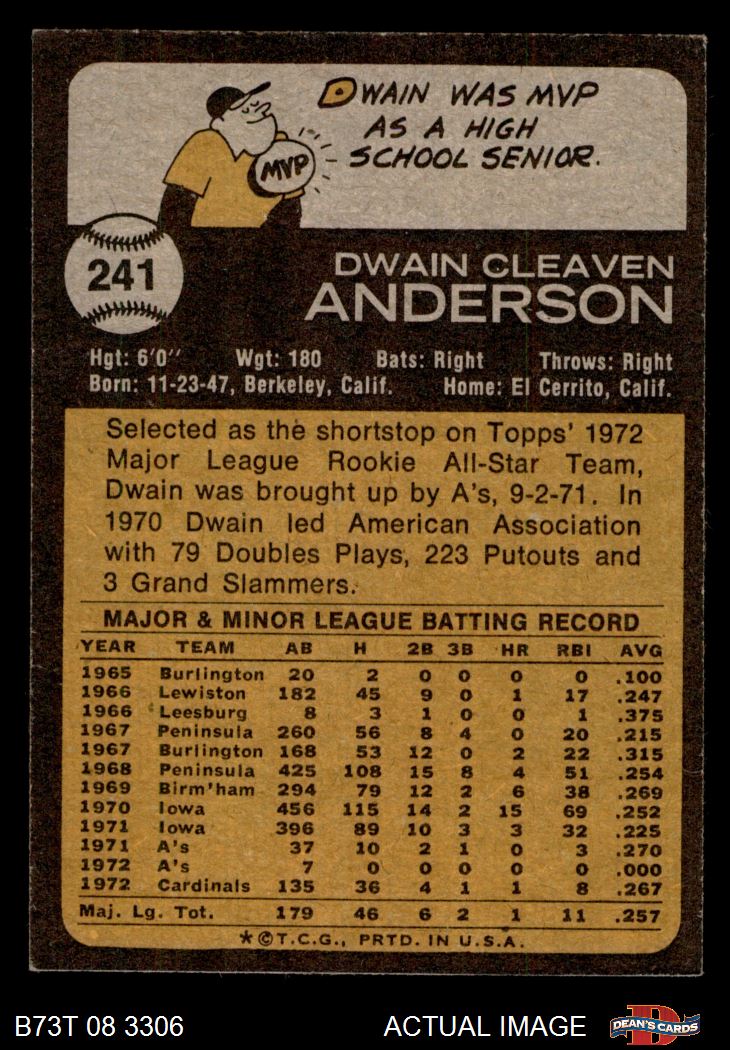 DWAIN WAS MVP
AS A HIGH
SCHOOL SENIOR.
MVP
241
DWAIN CLEAVEN
ANDERSON
Hgt: 6'0" Wgt: 180 Bats: Right Throws: Right
Born: 11-23-47, Berkeley, Calif. Home: El Cerrito, Calif.
Selected as the shortstop on Topps' 1972
Major League Rookie All-Star Team,
Dwain was brought up by A's, 9-2-71. In
1970 Dwain led American Association
with 79 Doubles Plays, 223 Putouts and
3 Grand Slammers.
MAJOR & MINOR LEAGUE BATTING RECORD
YEAR TEAM AB H 2B 3B HR RBI AVG
1965 Burlington 20 2 0 0 0 0 .100
1966 Lewiston 182 45 9 0 1 17 .247
1966 Leesburg 8 3 1 0 0 1 .375
1967 Peninsula 260 56 8 4 0 20 .215
1967 Burlington 168 53 12 0 2 22 .315
1968 Peninsula 425 108 15 8 4 51 .254
1969 Birm'ham 294 79 12 2 6 38 .269
1970 Iowa 456 115 14 2 15 69 .252
1971 Iowa 396 89 10 3 3 32 .225
1971 A's 37 10 2 1 0 3 .270
1972 A's 7 0 0 0 0 0 .000
1972 Cardinals 135 36 4 1 1 8 .267
Maj. Lg. Tot. 179 46 6 2 1 11 .257
*©T.C.G., PRTD. IN U.S.A.
B73T 08 3306 ACTUAL IMAGE
D
DEAN'S CARDS